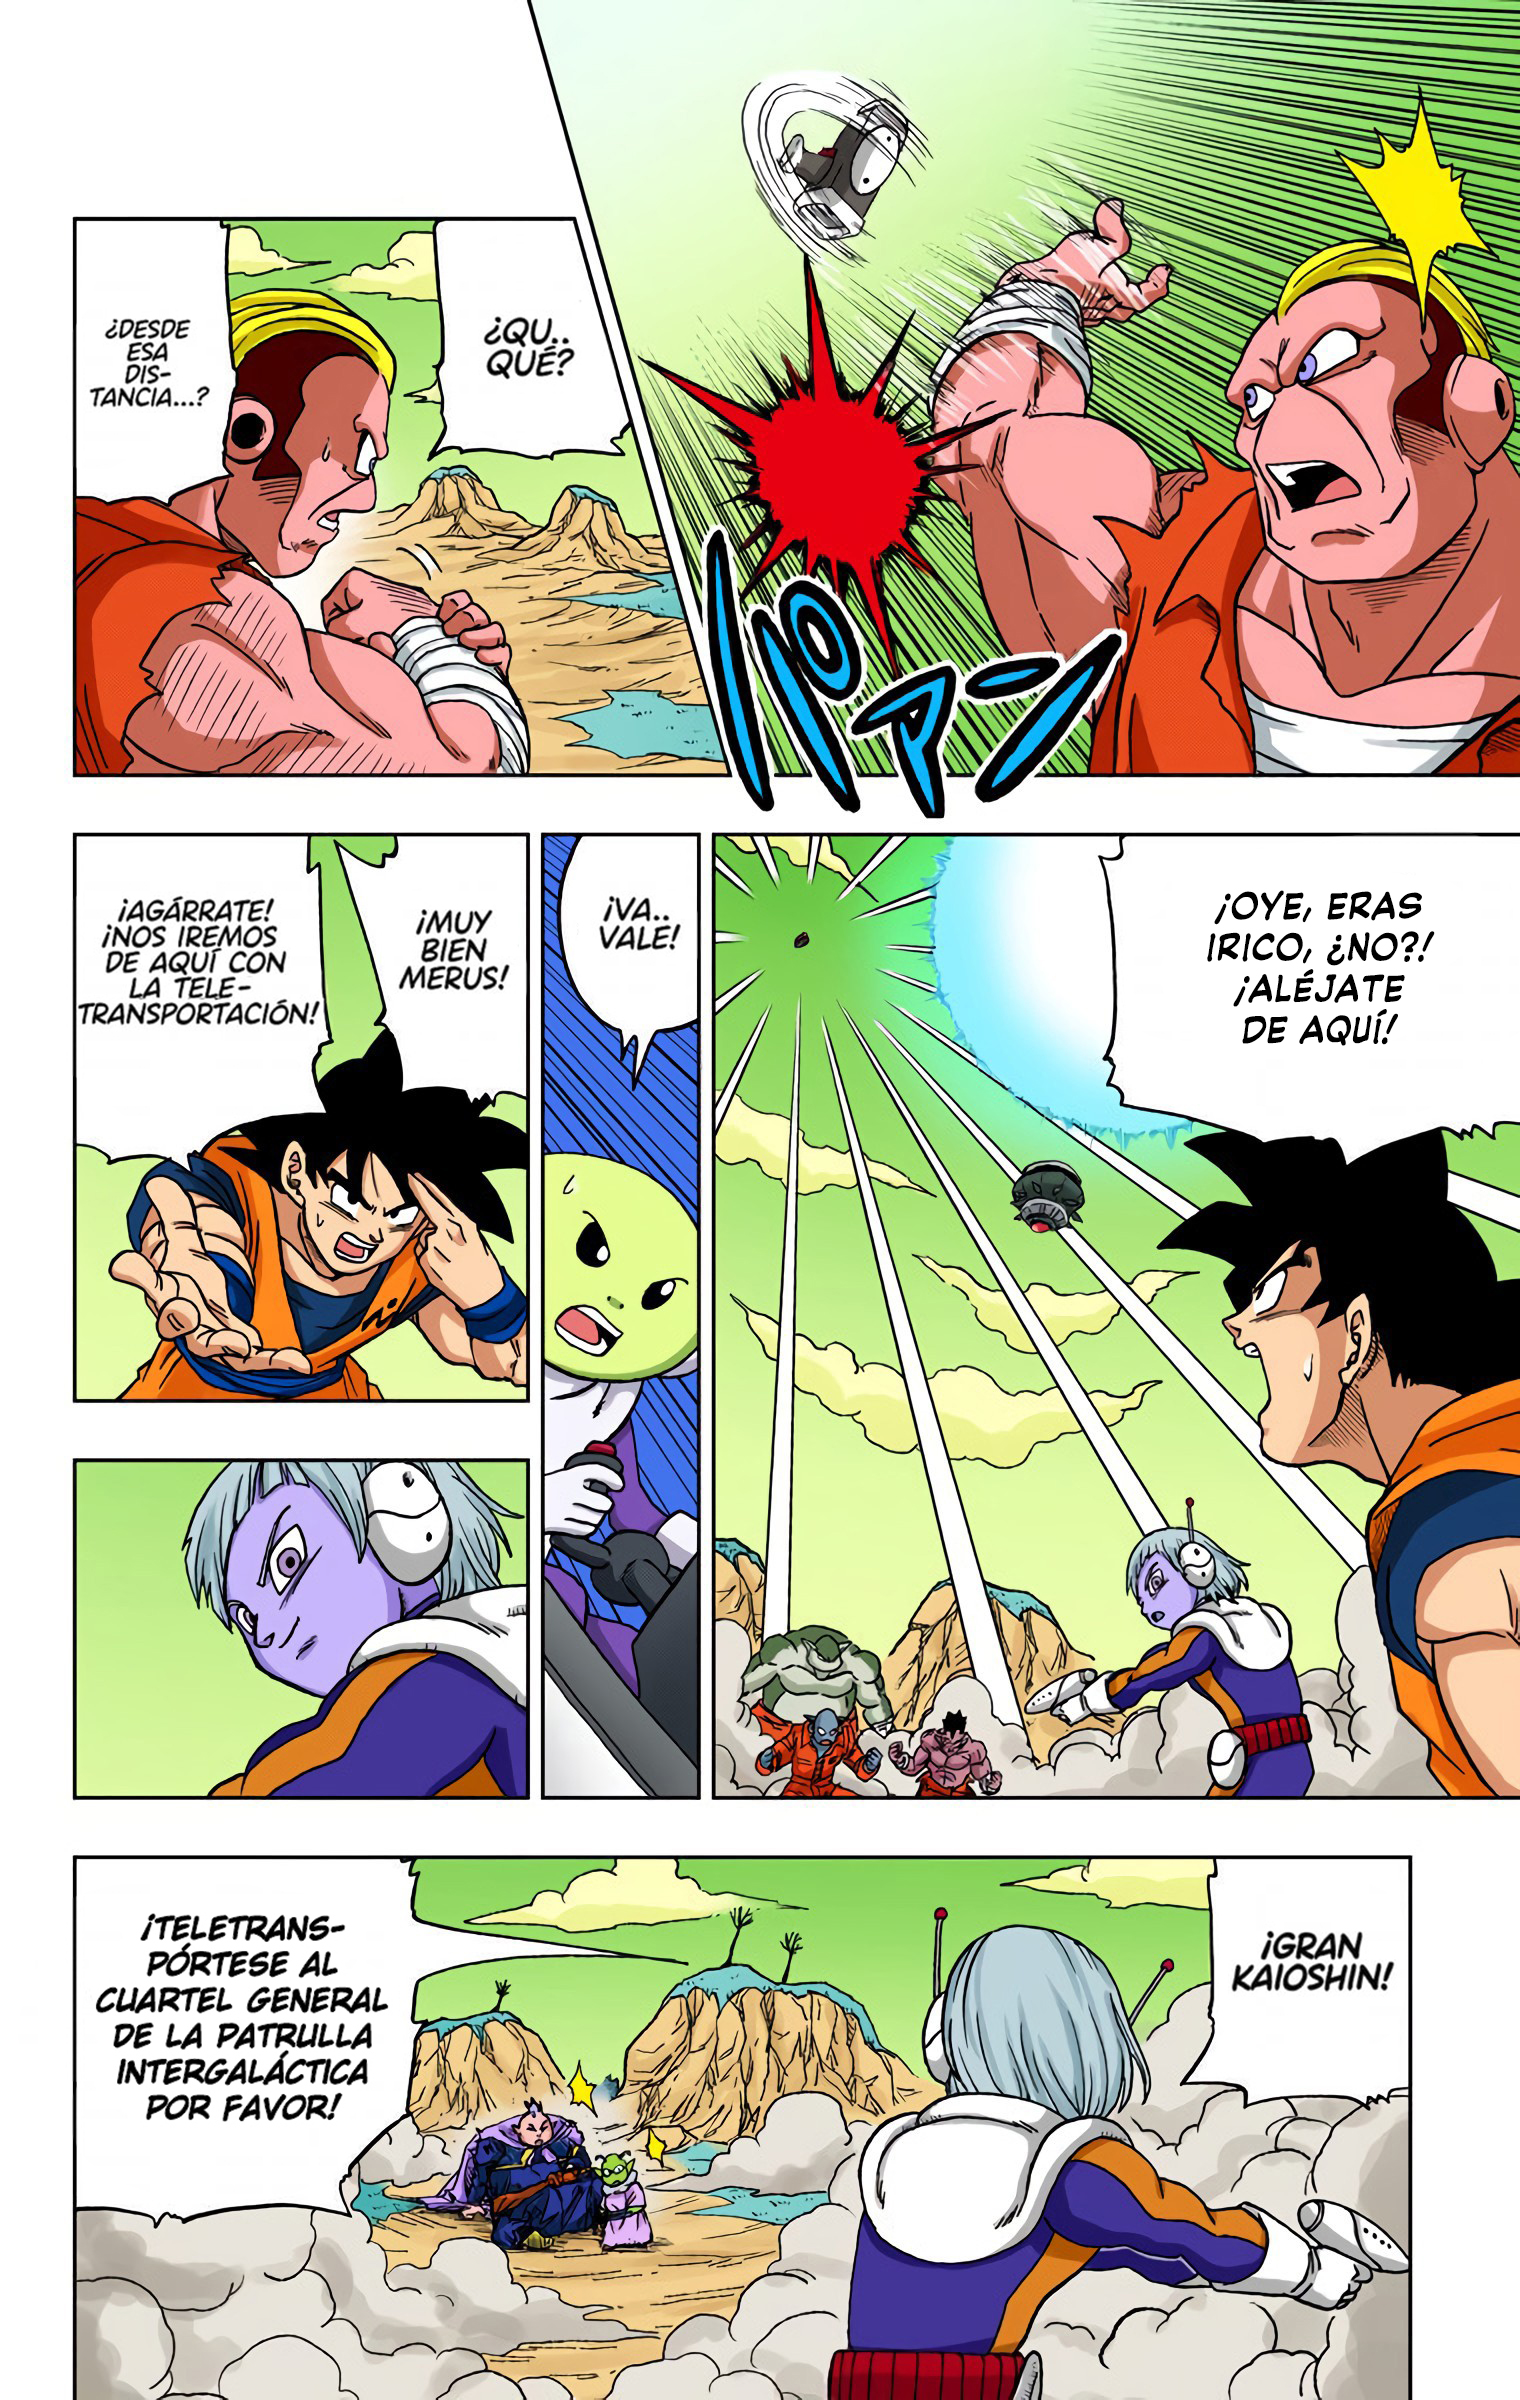 パァン
¿QU..
QUÉ?
¿DESDE
ESA
DIS-
TANCIA...?
¡OYE, ERAS
IRICO, ¿NO?!
¡ALÉJATE
DE AQUÍ!
¡VA..
VALE!
¡MUY
BIEN
MERUS!
¡AGÁRRATE!
¡NOS IREMOS
DE AQUÍ CON
LA TELE-
TRANSPORTACIÓN!
¡GRAN
KAIOSHIN!
¡TELETRANS-
PÓRTESE AL
CUARTEL GENERAL
DE LA PATRULLA
INTERGALÁCTICA
POR FAVOR!